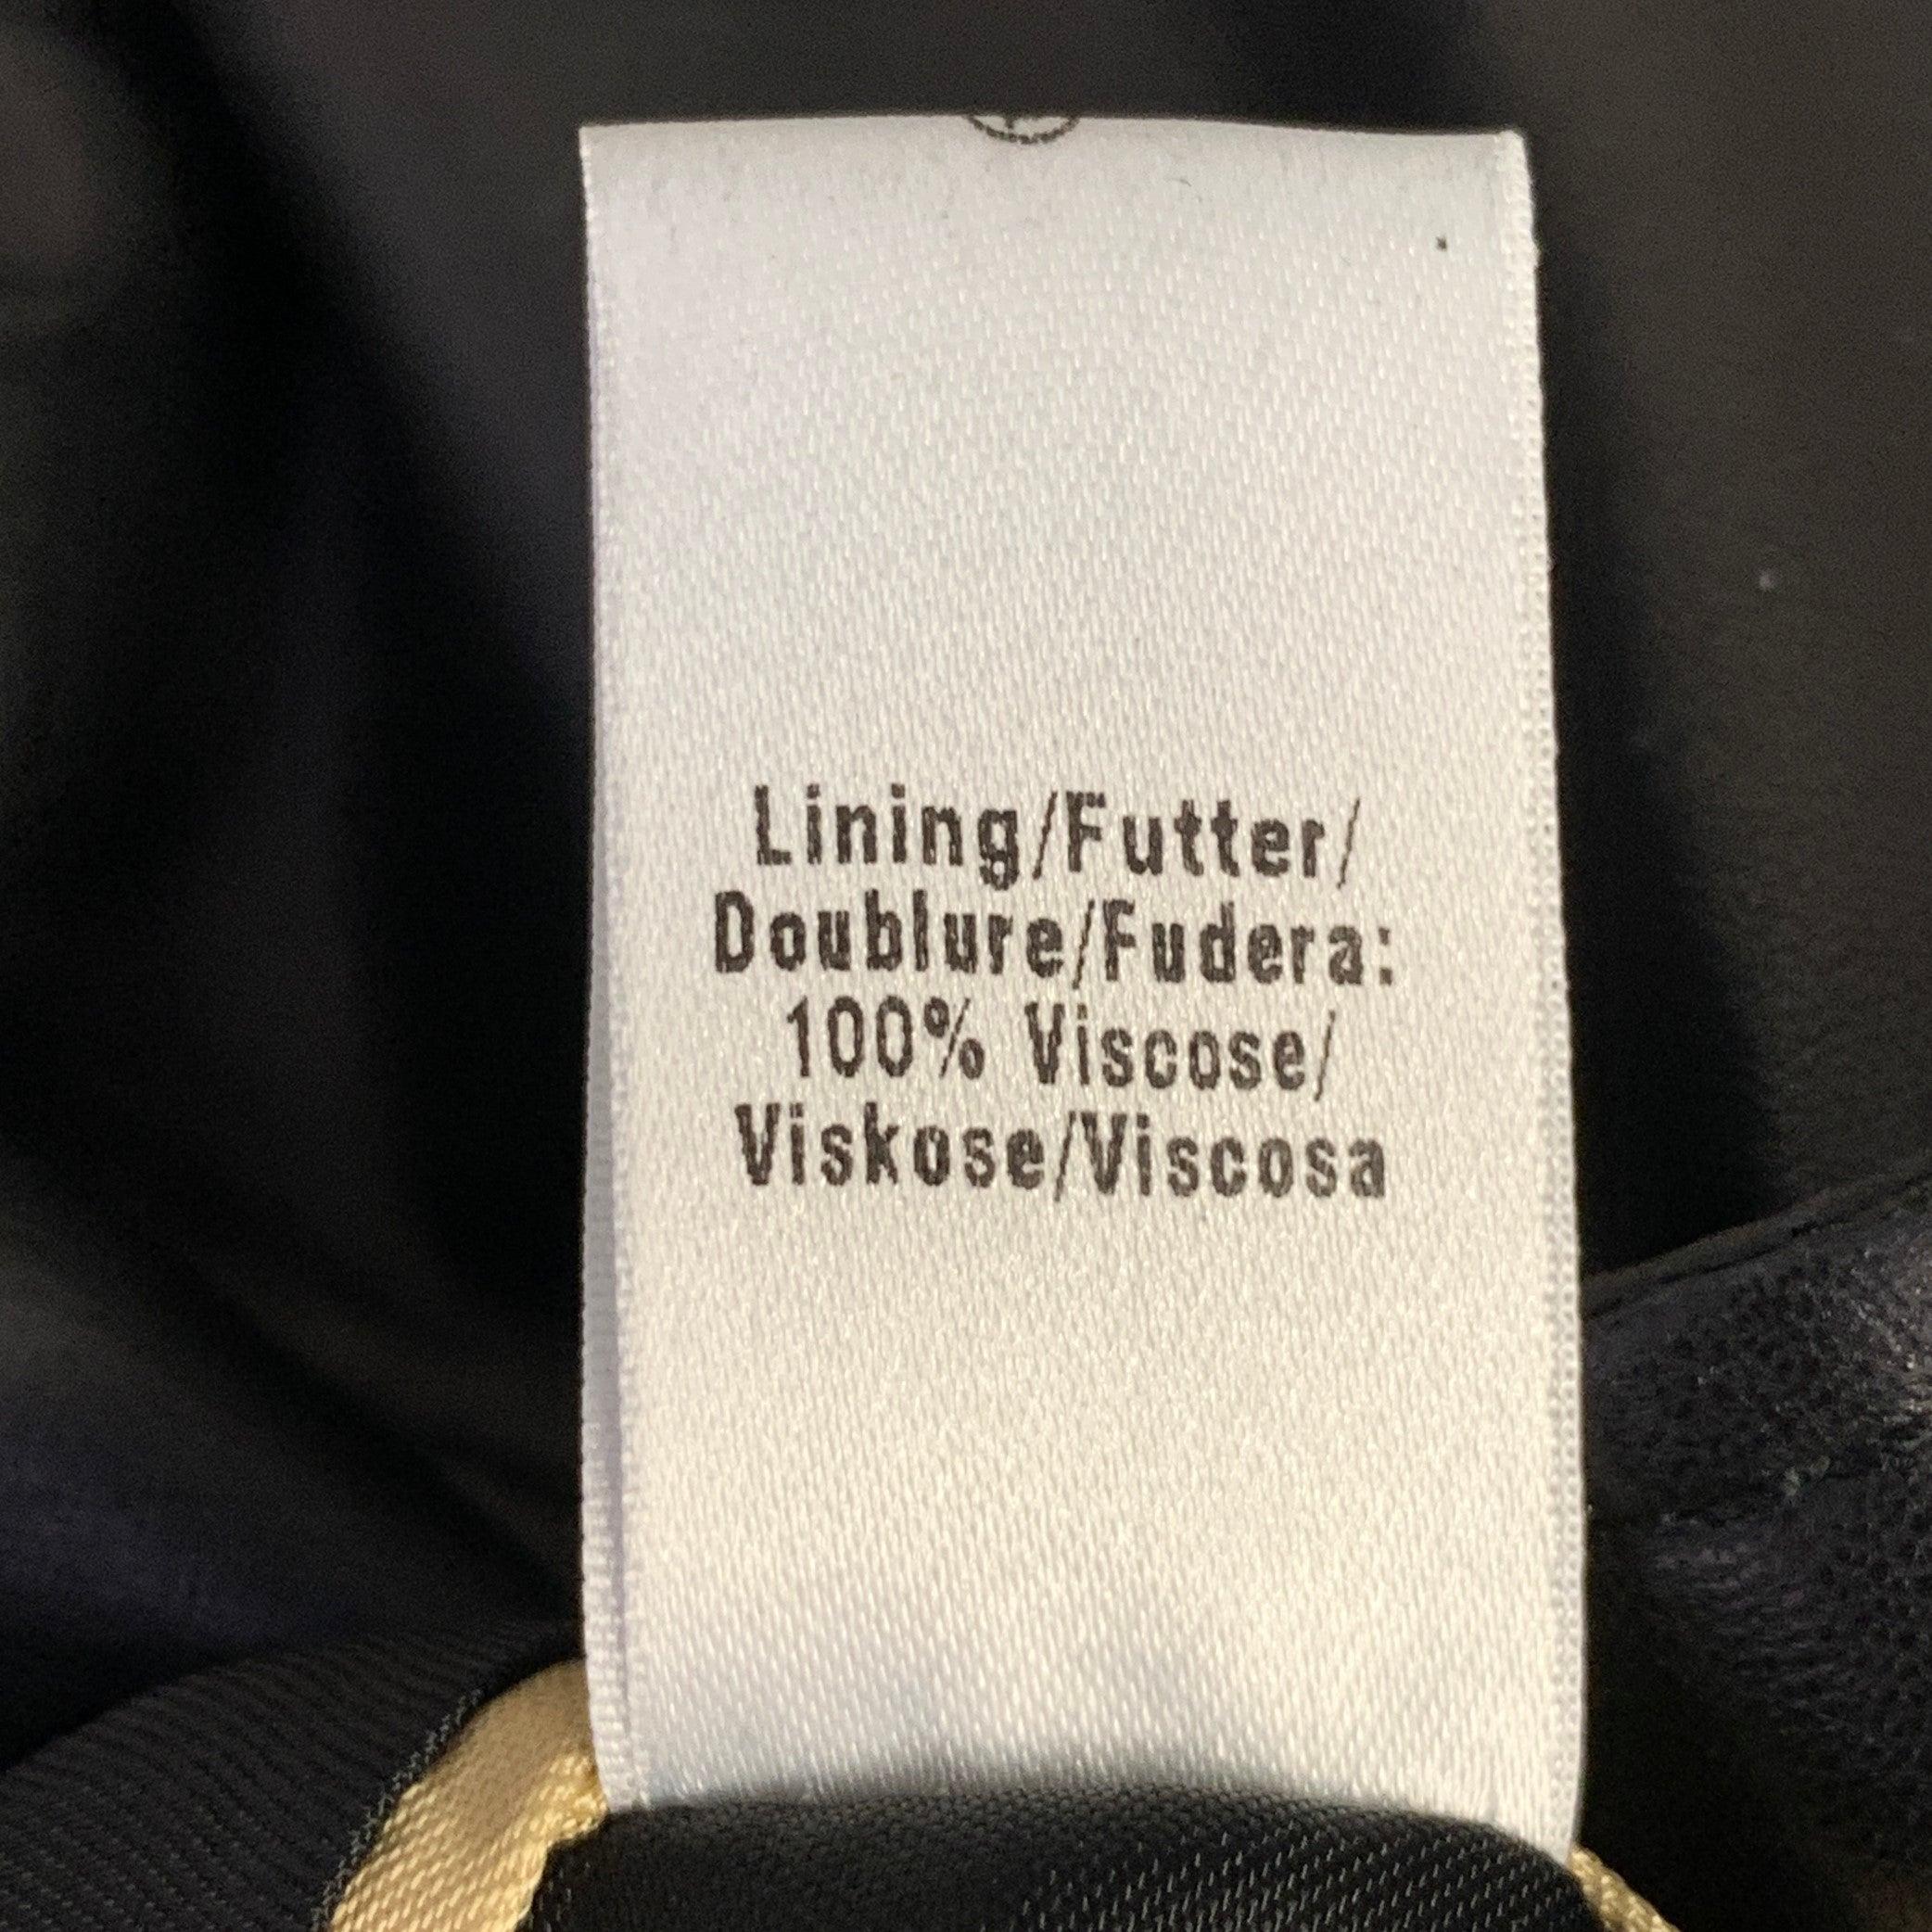 Lining/Futter/
Doublure/Fudera:
100% Viscose/
Viskose/Viscosa